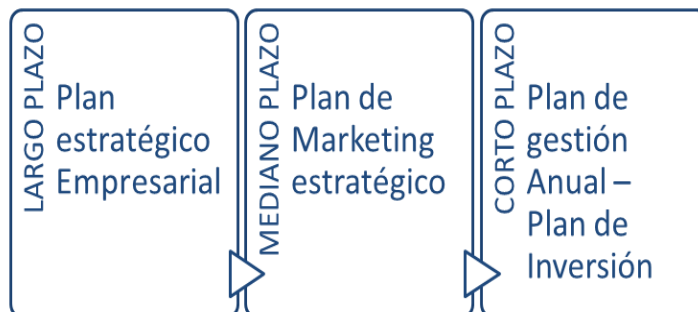 LARGO PLAZO
Plan
estratégico
Empresarial
MEDIANO PLAZO
Plan de
Marketing
estratégico
CORTO PLAZO
Plan de
gestión
Anual –
Plan de
Inversión